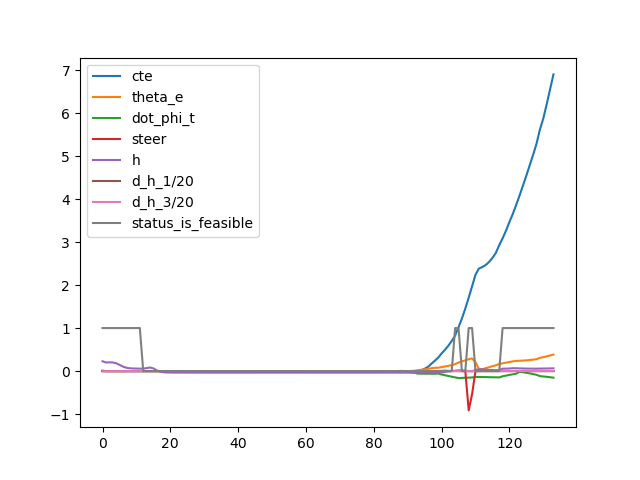 7
6
5
4
3
2
1
0
−1
0
20
40
60
80
100
120
cte
theta_e
dot_phi_t
steer
h
d_h_1/20
d_h_3/20
status_is_feasible